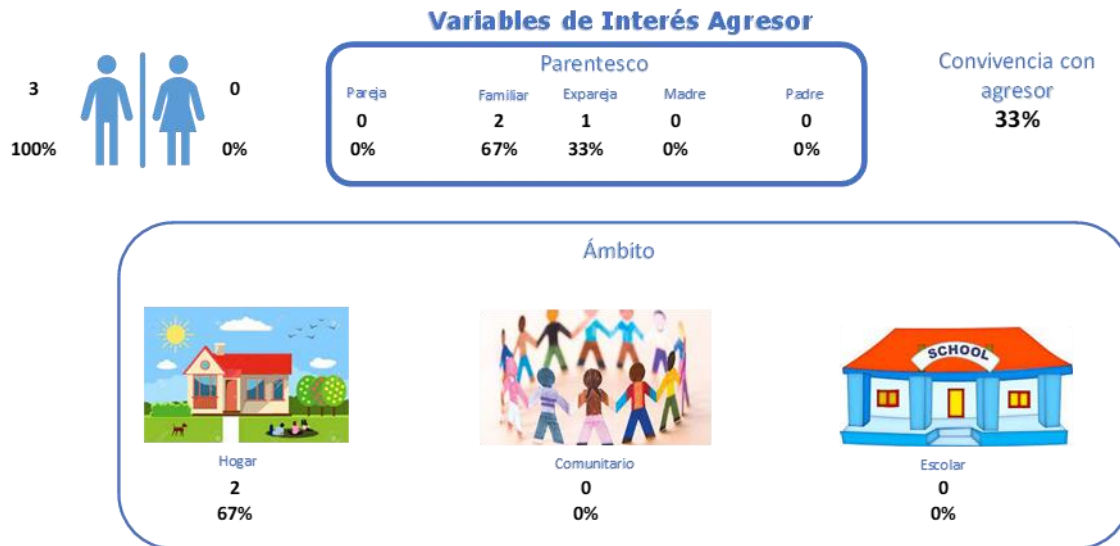 Variables de Interés Agresor
3
100%
0
0%
Parentesco
Pareja Familiar Expareja Madre Padre
0 2 1 0 0
0% 67% 33% 0% 0%
Convivencia con
agresor
33%
Ámbito
SCHOOL
Hogar Comunitario Escolar
2 0 0
67% 0% 0%